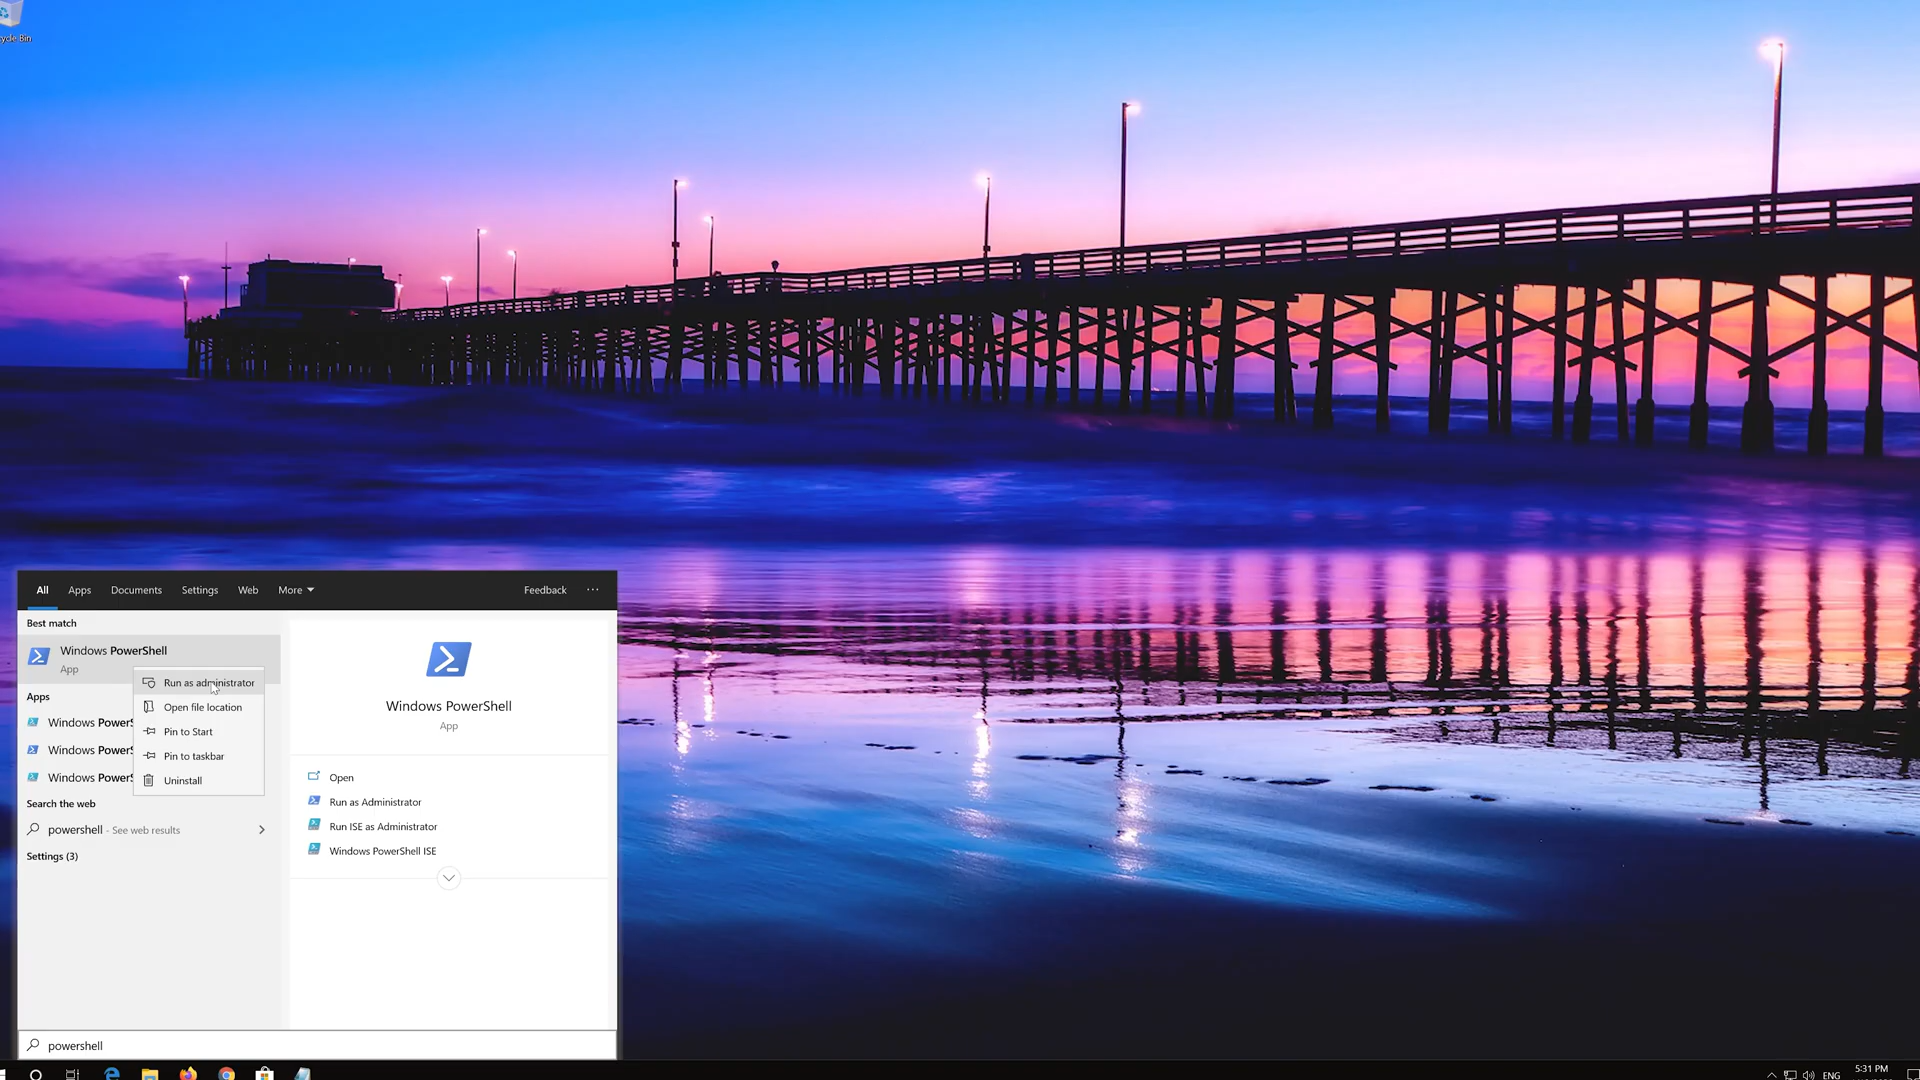 ycle Bin
All Apps Documents Settings Web More Feedback ...
Best match
Windows PowerShell
App
Run as administrator
Open file location
Pin to Start
Pin to taskbar
Uninstall
Apps
Windows PowerS
Windows PowerS
Windows PowerS
Search the web
powershell - See web results
Settings (3)
Windows PowerShell
App
Open
Run as Administrator
Run ISE as Administrator
Windows PowerShell ISE
powershell
ENG
5:31 PM